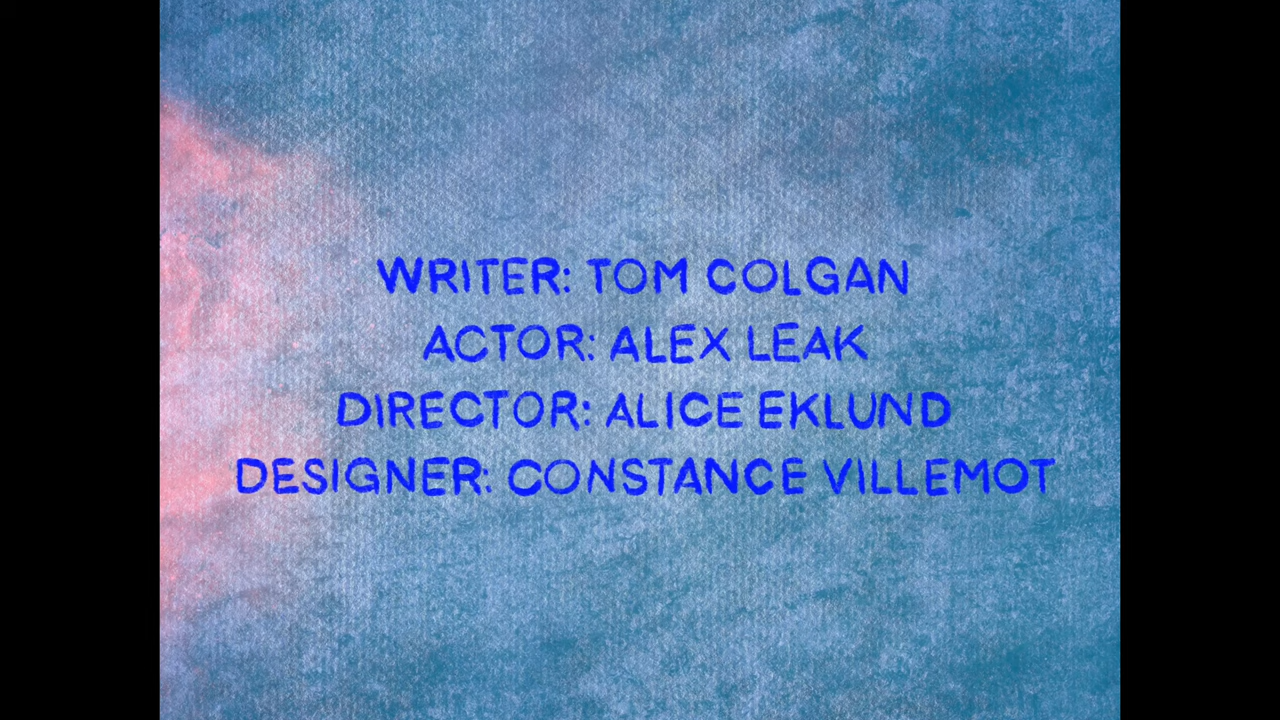 WRITER: TOM COLGAN
ACTOR: ALEX LEAK
DIRECTOR: ALICE EKLUND
DESIGNER: CONSTANCE VILLEMOT